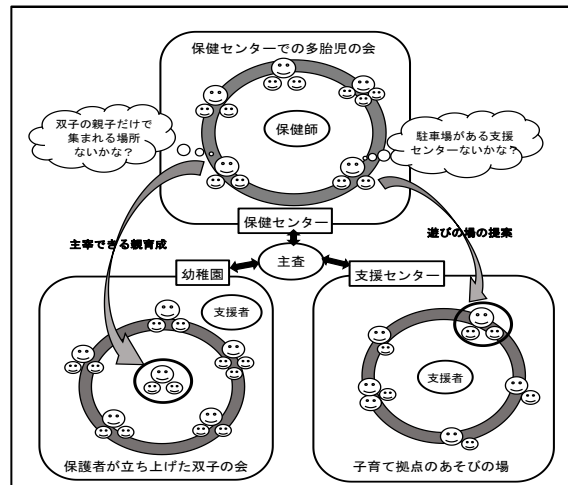 保健センターでの多胎児の会
双子の親子だけで
集まれる場所
ないかな？
保健師
駐車場がある支援
センターないかな？
保健センター
主宰できる親育成
遊びの場の提案
主査
幼稚園
支援センター
支援者
支援者
保護者が立ち上げた双子の会
子育て拠点のあそびの場